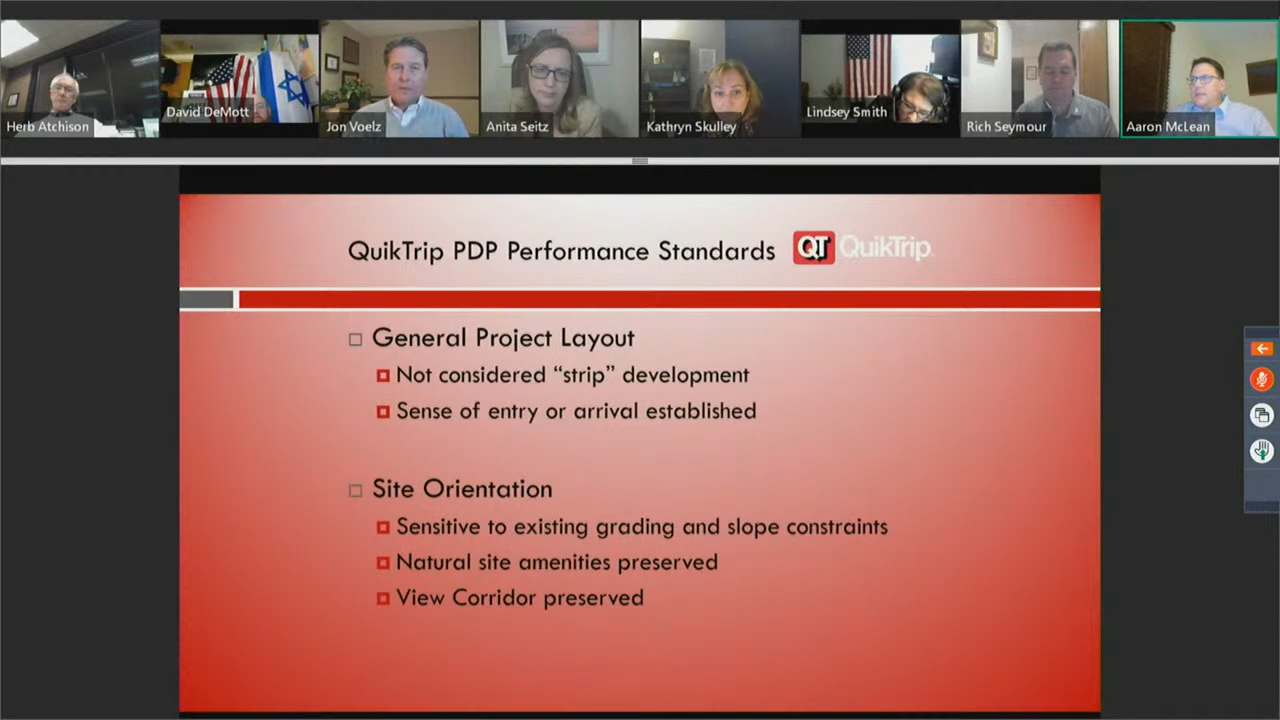 Herb Atchison
David DeMott
Jon Voelz
Anita Seitz
Kathryn Skulley
Lindsey Smith
Rich Seymour
Aaron McLean
QuikTrip PDP Performance Standards
QT QuikTrip
General Project Layout
Not considered “strip” development
Sense of entry or arrival established
Site Orientation
Sensitive to existing grading and slope constraints
Natural site amenities preserved
View Corridor preserved